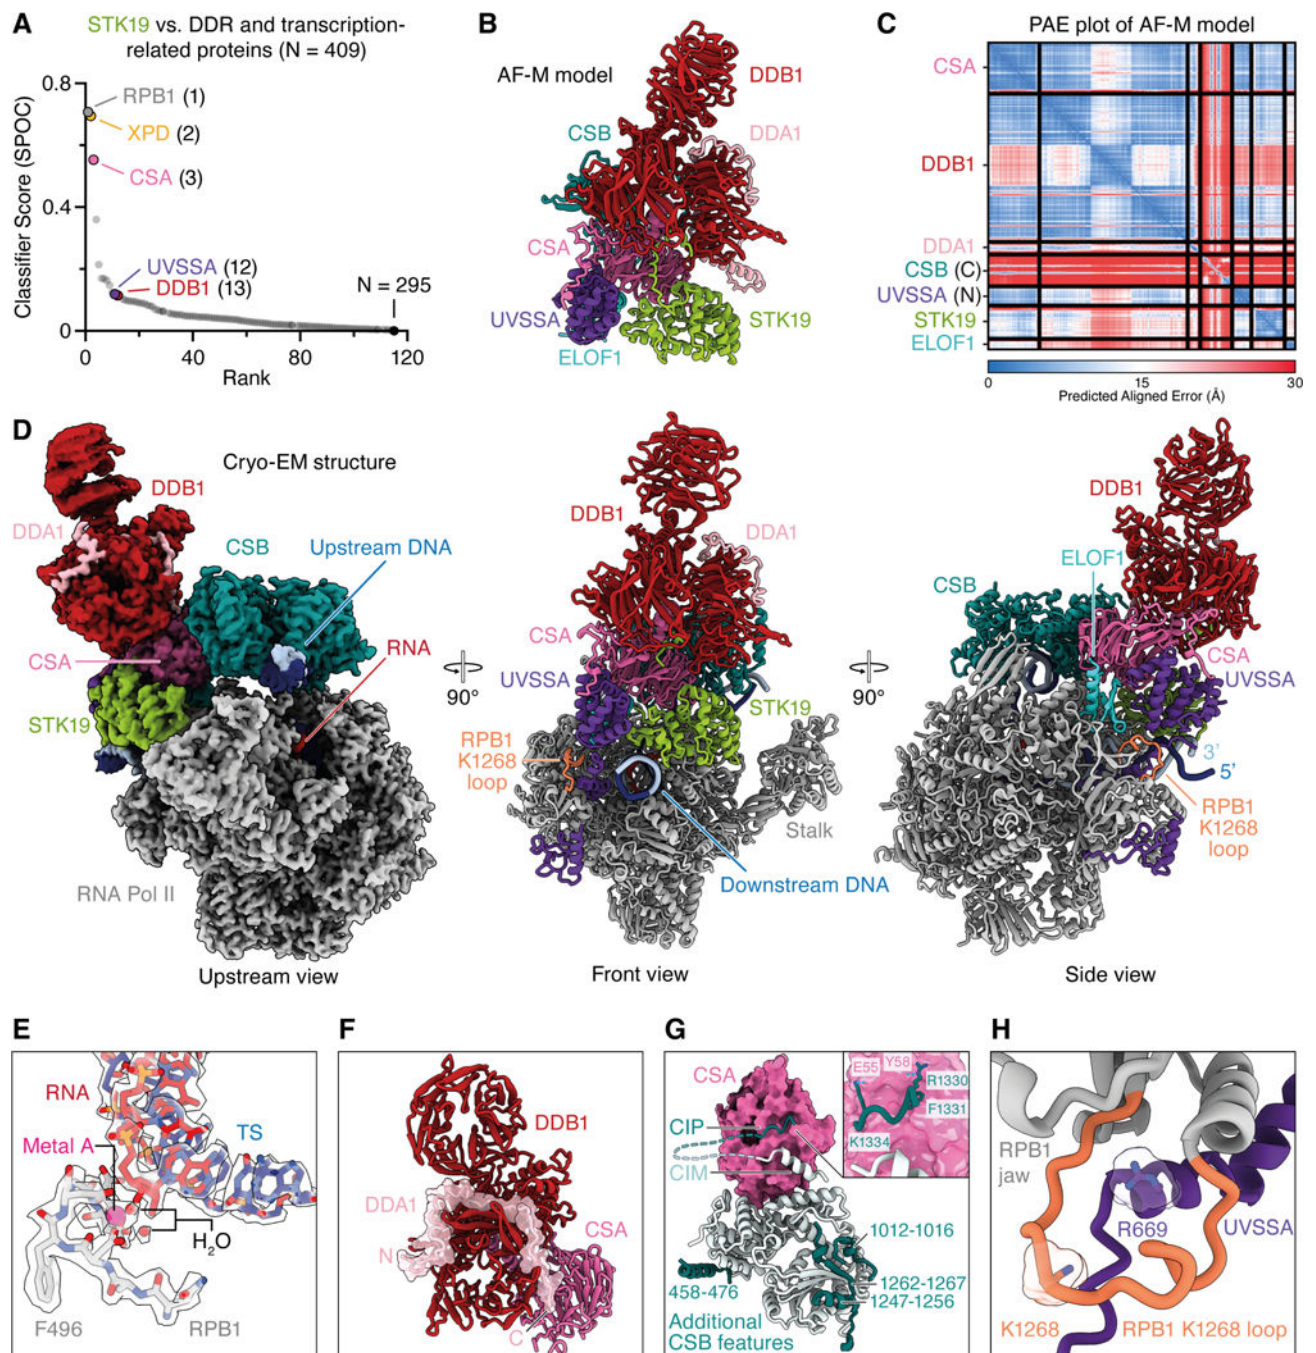 A
STK19 vs. DDR and transcription-
related proteins (N = 409)
Classifier Score (SPOC)
0.8
0.4
0
RPB1 (1)
XPD (2)
CSA (3)
UVSSA (12)
DDB1 (13)
N = 295
0
40
80
120
Rank
B
AF-M model
DDB1
CSB
DDA1
CSA
UVSSA
STK19
ELOF1
C
PAE plot of AF-M model
CSA
DDB1
DDA1
CSB (C)
UVSSA (N)
STK19
ELOF1
0
15
30
Predicted Aligned Error (Å)
D
Cryo-EM structure
DDB1
DDA1
CSB
Upstream DNA
CSA
RNA
STK19
RNA Pol II
Upstream view
90°
DDB1
DDA1
CSA
UVSSA
STK19
RPB1
K1268
loop
Stalk
Downstream DNA
Front view
90°
DDB1
ELOF1
CSB
CSA
UVSSA
3'
5'
RPB1
K1268
loop
Side view
E
RNA
Metal A
TS
H2O
F496
RPB1
F
DDB1
DDA1
N
CSA
C
G
CSA
E55
Y58
R1330
F1331
K1334
CIP
CIM
1012-1016
1262-1267
1247-1256
458-476
Additional
CSB features
H
RPB1
jaw
R669
UVSSA
K1268
RPB1 K1268 loop